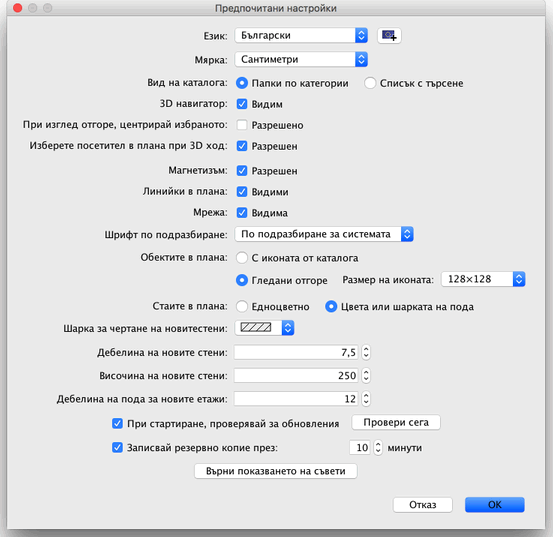 Предпочитани настройки
Език: Български
Мярка: Сантиметри
Вид на каталога: Папки по категории Списък с търсене
3D навигатор: Видим
При изглед отгоре, центрирай избраното: Разрешено
Изберете посетител в плана при 3D ход: Разрешен
Магнетизъм: Разрешен
Линийки в плана: Видими
Мрежа: Видима
Шрифт по подразбиране: По подразбиране за системата
Обектите в плана: С иконата от каталога
Гледани отгоре Размер на иконата: 128×128
Стаите в плана: Едноцветно Цвета или шарката на пода
Шарка за чертане на новитестени:
Дебелина на новите стени: 7,5
Височина на новите стени: 250
Дебелина на пода за новите етажи: 12
При стартиране, проверявай за обновления Провери сега
Записвай резервно копие през: 10 минути
Върни показването на съвети
Отказ OK